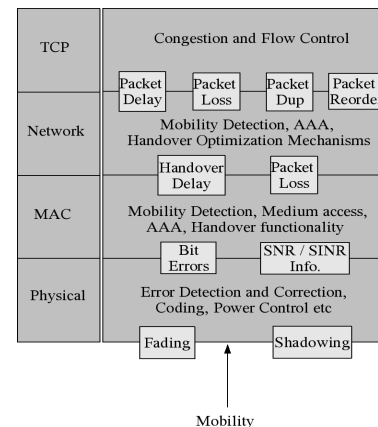 TCP
Congestion and Flow Control
Packet
Delay
Packet
Loss
Packet
Dup
Packet
Reorde
Network
Mobility Detection, AAA,
Handover Optimization Mechanisms
Handover
Delay
Packet
Loss
MAC
Mobility Detection, Medium access,
AAA, Handover functionality
Bit
Errors
SNR / SINR
Info.
Physical
Error Detection and Correction,
Coding, Power Control etc
Fading
Shadowing
Mobility